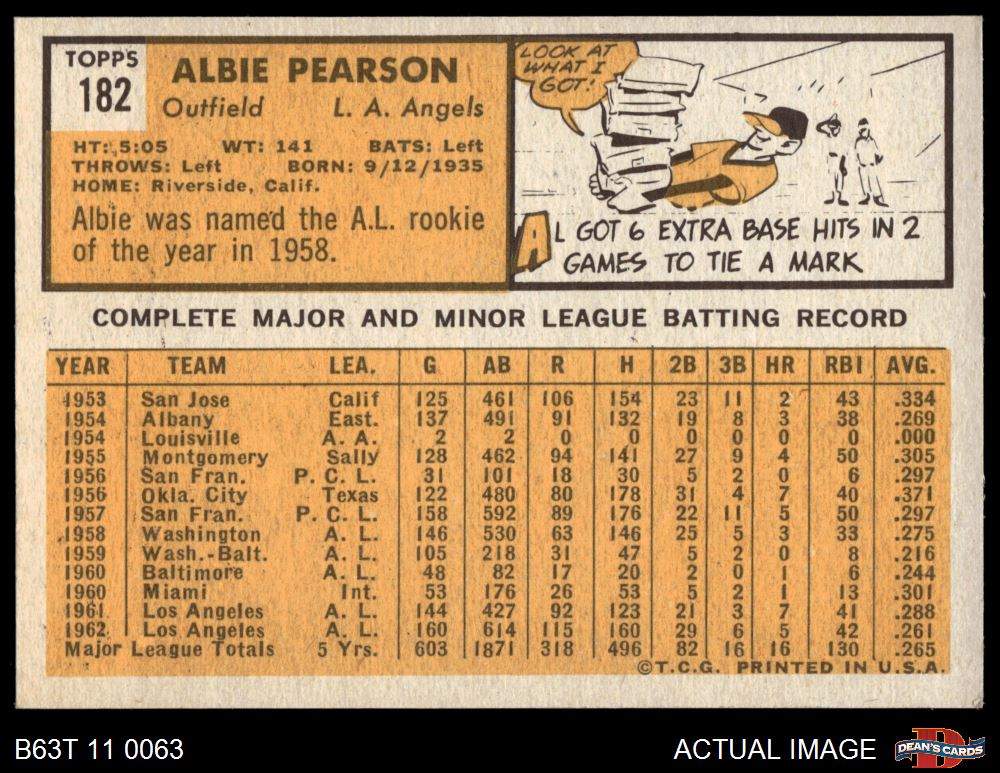 TOPPS
182
ALBIE PEARSON
Outfield L. A. Angels
HT: 5:05 WT: 141 BATS: Left
THROWS: Left BORN: 9/12/1935
HOME: Riverside, Calif.
Albie was named the A.L. rookie
of the year in 1958.
LOOK AT
WHAT I
GOT!
AL GOT 6 EXTRA BASE HITS IN 2
GAMES TO TIE A MARK
COMPLETE MAJOR AND MINOR LEAGUE BATTING RECORD
YEAR TEAM LEA. G AB R H 2B 3B HR RBI AVG.
1953 San Jose Calif 125 461 106 154 23 11 2 43 .334
1954 Albany East. 137 491 91 132 19 8 3 38 .269
1954 Louisville A. A. 2 2 0 0 0 0 0 0 .000
1955 Montgomery Sally 128 462 94 141 27 9 4 50 .305
1956 San Fran. P. C. L. 31 101 18 30 5 2 0 6 .297
1956 Okla. City Texas 122 480 80 178 31 4 7 40 .371
1957 San Fran. P. C. L. 158 592 89 176 22 11 5 50 .297
1958 Washington A. L. 146 530 63 146 25 5 3 33 .275
1959 Wash.-Balt. A. L. 105 218 31 47 5 2 0 8 .216
1960 Baltimore A. L. 48 82 17 20 2 0 1 6 .244
1960 Miami Int. 53 176 26 53 5 2 1 13 .301
1961 Los Angeles A. L. 144 427 92 123 21 3 7 41 .288
1962 Los Angeles A. L. 160 614 115 160 29 6 5 42 .261
Major League Totals 5 Yrs. 603 1871 318 496 82 16 16 130 .265
©T.C.G. PRINTED IN U.S.A.
B63T 11 0063 ACTUAL IMAGE
D
DEAN'S CARDS